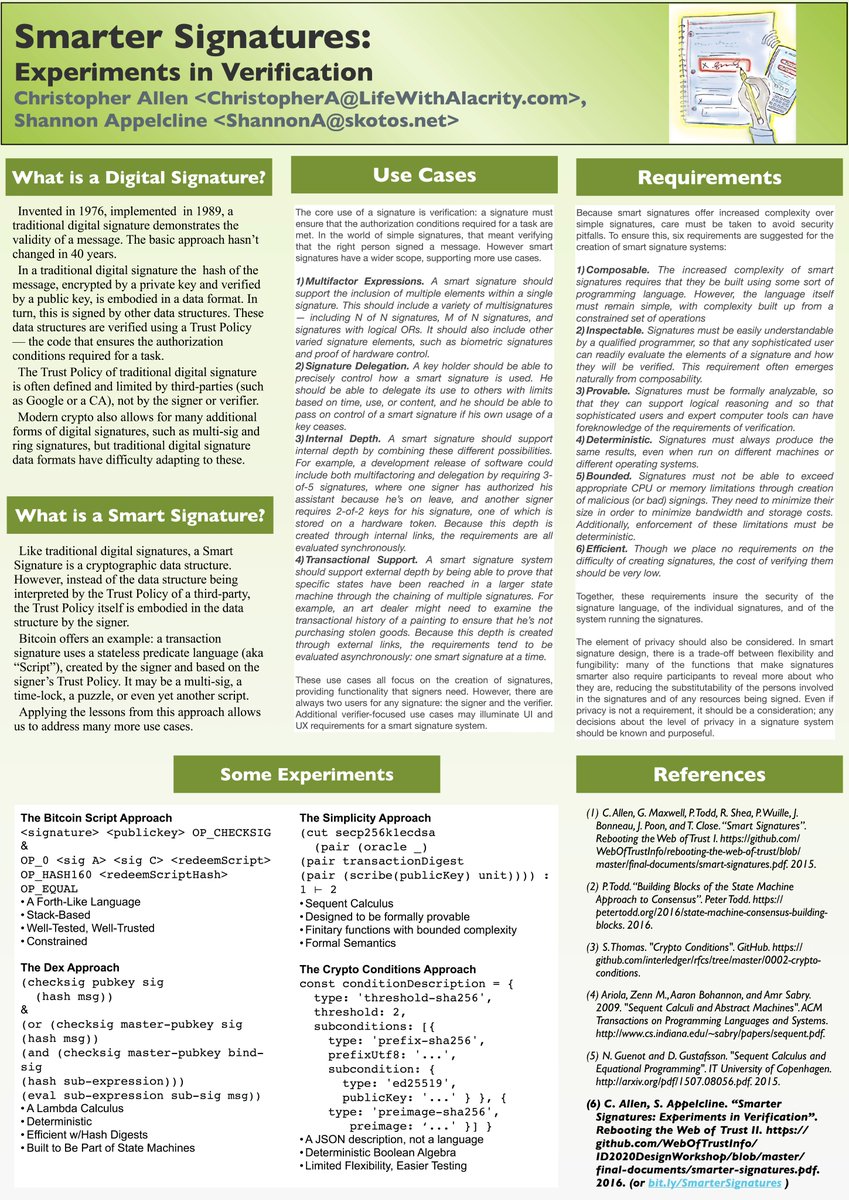 Smarter Signatures:
Experiments in Verification
Christopher Allen <ChristopherA@LifeWithAlacrity.com>,
Shannon Appelcline <ShannonA@skotos.net>
What is a Digital Signature?
Invented in 1976, implemented in 1989, a
traditional digital signature demonstrates the
validity of a message. The basic approach hasn't
changed in 40 years.
In a traditional digital signature the hash of the
message, encrypted by a private key and verified
by a public key, is embodied in a data format. In
turn, this is signed by other data structures. These
data structures are verified using a Trust Policy
— the code that ensures the authorization
conditions required for a task.
The Trust Policy of traditional digital signature
is often defined and limited by third-parties (such
as Google or a CA), not by the signer or verifier.
Modern crypto also allows for many additional
forms of digital signatures, such as multi-sig and
ring signatures, but traditional digital signature
data formats have difficulty adapting to these.
What is a Smart Signature?
Like traditional digital signatures, a Smart
Signature is a cryptographic data structure.
However, instead of the data structure being
interpreted by the Trust Policy of a third-party,
the Trust Policy itself is embodied in the data
structure by the signer.
Bitcoin offers an example: a transaction
signature uses a stateless predicate language (aka
“Script”), created by the signer and based on the
signer's Trust Policy. It may be a multi-sig, a
time-lock, a puzzle, or even yet another script.
Applying the lessons from this approach allows
us to address many more use cases.
Use Cases
The core use of a signature is verification: a signature must
ensure that the authorization conditions required for a task are
met. In the world of simple signatures, that meant verifying
that the right person signed a message. However smart
signatures have a wider scope, supporting more use cases.
1) Multifactor Expressions. A smart signature should
support the inclusion of multiple elements within a single
signature. This should include a variety of multisignatures
— including N of N signatures, M of N signatures, and
signatures with logical ORs. It should also include other
varied signature elements, such as biometric signatures
and proof of hardware control.
2) Signature Delegation. A key holder should be able to
precisely control how a smart signature is used. He
should be able to delegate its use to others with limits
based on time, use, or content, and he should be able to
pass on control of a smart signature if his own usage of a
key ceases.
3) Internal Depth. A smart signature should support
internal depth by combining these different possibilities.
For example, a development release of software could
include both multifactoring and delegation by requiring 3-
of-5 signatures, where one signer has authorized his
assistant because he's on leave, and another signer
requires 2-of-2 keys for his signature, one of which is
stored on a hardware token. Because this depth is
created through internal links, the requirements are all
evaluated synchronously.
4) Transactional Support. A smart signature system
should support external depth by being able to prove that
specific states have been reached in a larger state
machine through the chaining of multiple signatures. For
example, an art dealer might need to examine the
transactional history of a painting to ensure that he's not
purchasing stolen goods. Because this depth is created
through external links, the requirements tend to be
evaluated asynchronously: one smart signature at a time.
These use cases all focus on the creation of signatures,
providing functionality that signers need. However, there are
always two users for any signature: the signer and the verifier.
Additional verifier-focused use cases may illuminate UI and
UX requirements for a smart signature system.
Requirements
Because smart signatures offer increased complexity over
simple signatures, care must be taken to avoid security
pitfalls. To ensure this, six requirements are suggested for the
creation of smart signature systems:
1) Composable. The increased complexity of smart
signatures requires that they be built using some sort of
programming language. However, the language itself
must remain simple, with complexity built up from a
constrained set of operations
2) Inspectable. Signatures must be easily understandable
by a qualified programmer, so that any sophisticated user
can readily evaluate the elements of a signature and how
they will be verified. This requirement often emerges
naturally from composability.
3) Provable. Signatures must be formally analyzable, so
that they can support logical reasoning and so that
sophisticated users and expert computer tools can have
foreknowledge of the requirements of verification.
4) Deterministic. Signatures must always produce the
same results, even when run on different machines or
different operating systems.
5) Bounded. Signatures must not be able to exceed
appropriate CPU or memory limitations through creation
of malicious (or bad) signings. They need to minimize their
size in order to minimize bandwidth and storage costs.
Additionally, enforcement of these limitations must be
deterministic.
6) Efficient. Though we place no requirements on the
difficulty of creating signatures, the cost of verifying them
should be very low.
Together, these requirements insure the security of the
signature language, of the individual signatures, and of the
system running the signatures.
The element of privacy should also be considered. In smart
signature design, there is a trade-off between flexibility and
fungibility: many of the functions that make signatures
smarter also require participants to reveal more about who
they are, reducing the substitutability of the persons involved
in the signatures and of any resources being signed. Even if
privacy is not a requirement, it should be a consideration; any
decisions about the level of privacy in a signature system
should be known and purposeful.
Some Experiments
The Bitcoin Script Approach
<signature> <publickey> OP_CHECKSIG
&
OP_0 <sig A> <sig C> <redeemScript>
OP_HASH160 <redeemScriptHash>
OP_EQUAL
• A Forth-Like Language
• Stack-Based
• Well-Tested, Well-Trusted
• Constrained
The Dex Approach
(checksig pubkey sig
(hash msg))
&
(or (checksig master-pubkey sig
(hash msg))
(and (checksig master-pubkey bind-
sig
(hash sub-expression)))
(eval sub-expression sub-sig msg))
• A Lambda Calculus
• Deterministic
• Efficient w/Hash Digests
• Built to Be Part of State Machines
The Simplicity Approach
(cut secp256k1ecdsa
(pair (oracle _)
(pair transactionDigest
(pair (scribe(publicKey) unit)))) :
1 ⊢ 2
• Sequent Calculus
• Designed to be formally provable
• Finitary functions with bounded complexity
• Formal Semantics
The Crypto Conditions Approach
const conditionDescription = {
type: 'threshold-sha256',
threshold: 2,
subconditions: [{
type: 'prefix-sha256',
prefixUtf8: '...',
subcondition: {
type: 'ed25519',
publicKey: '...' } }, {
type: 'preimage-sha256',
preimage: ‘...' }] }
• A JSON description, not a language
• Deterministic Boolean Algebra
• Limited Flexibility, Easier Testing
References
(1) C. Allen, G. Maxwell, P. Todd, R. Shea, P. Wuille, J.
Bonneau, J. Poon, and T. Close. “Smart Signatures”.
Rebooting the Web of Trust I. https://github.com/
WebOfTrustInfo/rebooting-the-web-of-trust/blob/
master/final-documents/smart-signatures.pdf. 2015.
(2) P. Todd. “Building Blocks of the State Machine
Approach to Consensus”. Peter Todd. https://
petertodd.org/2016/state-machine-consensus-building-
blocks. 2016.
(3) S. Thomas. "Crypto Conditions". GitHub. https://
github.com/interledger/rfcs/tree/master/0002-crypto-
conditions.
(4) Ariola, Zenn M., Aaron Bohannon, and Amr Sabry.
2009. "Sequent Calculi and Abstract Machines". ACM
Transactions on Programming Languages and Systems.
http://www.cs.indiana.edu/~sabry/papers/sequent.pdf.
(5) N. Guenot and D. Gustafsson. "Sequent Calculus and
Equational Programming". IT University of Copenhagen.
http://arxiv.org/pdf/1507.08056.pdf. 2015.
(6) C. Allen, S. Appelcline. “Smarter
Signatures: Experiments in Verification”.
Rebooting the Web of Trust II. https://
github.com/WebOfTrustInfo/
ID2020DesignWorkshop/blob/master/
final-documents/smarter-signatures.pdf.
2016. (or bit.ly/SmarterSignatures )